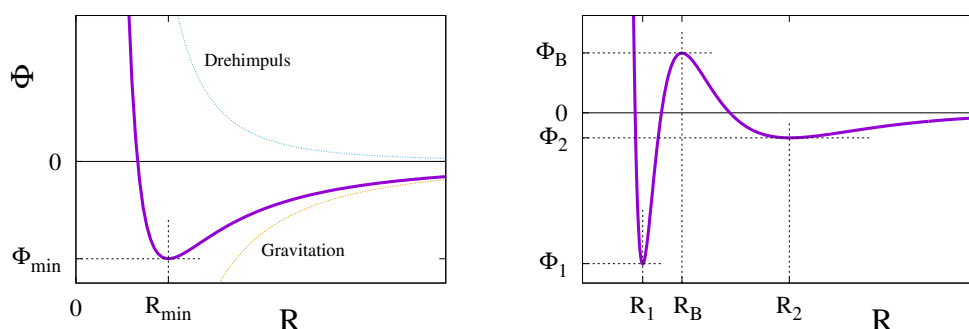 Φ
Drehimpuls
0
Gravitation
Φmin
0
Rmin
R
ΦB
0
Φ2
Φ1
R1
RB
R2
R